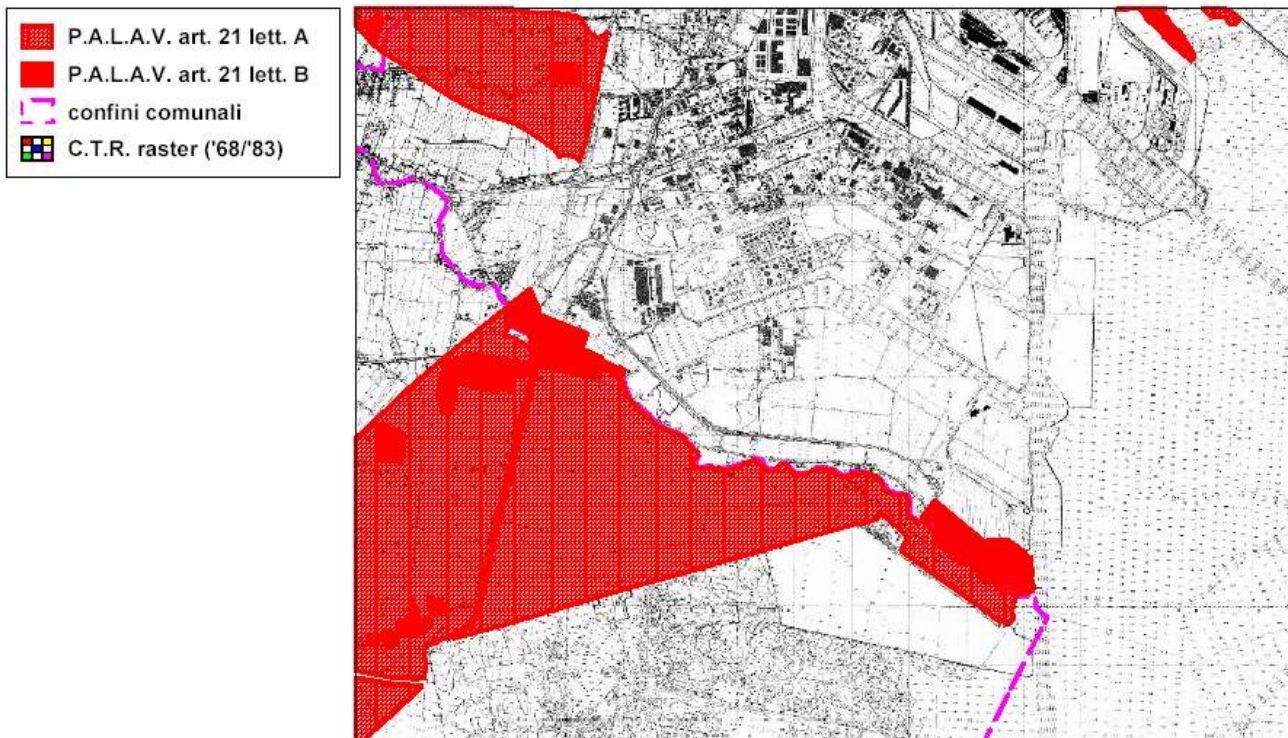 P.A.L.A.V. art. 21 lett. A
P.A.L.A.V. art. 21 lett. B
confini comunali
C.T.R. raster ('68/'83)